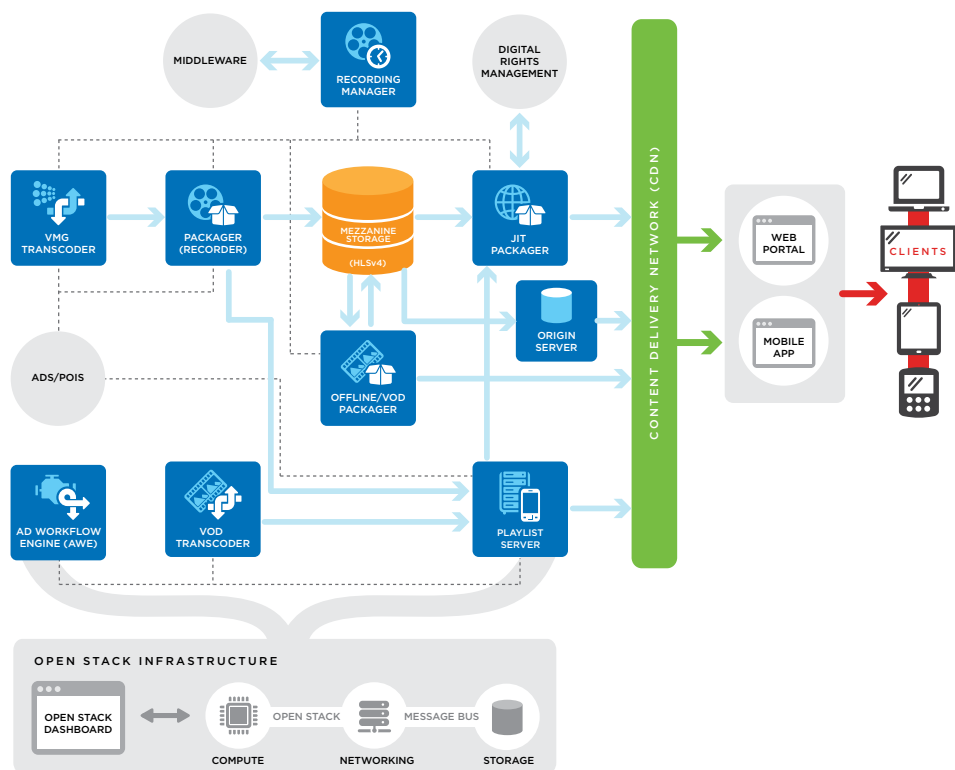 MIDDLEWARE
RECORDING
MANAGER
DIGITAL
RIGHTS
MANAGEMENT
VMG
TRANSCODER
PACKAGER
(RECORDER)
MEZZANINE
STORAGE
(HLSv4)
JIT
PACKAGER
ORIGIN
SERVER
ADS/POIS
OFFLINE/VOD
PACKAGER
AD WORKFLOW
ENGINE (AWE)
VOD
TRANSCODER
PLAYLIST
SERVER
CONTENT DELIVERY NETWORK (CDN)
WEB
PORTAL
MOBILE
APP
CLIENTS
OPEN STACK INFRASTRUCTURE
OPEN STACK
DASHBOARD
OPEN STACK
MESSAGE BUS
COMPUTE
NETWORKING
STORAGE